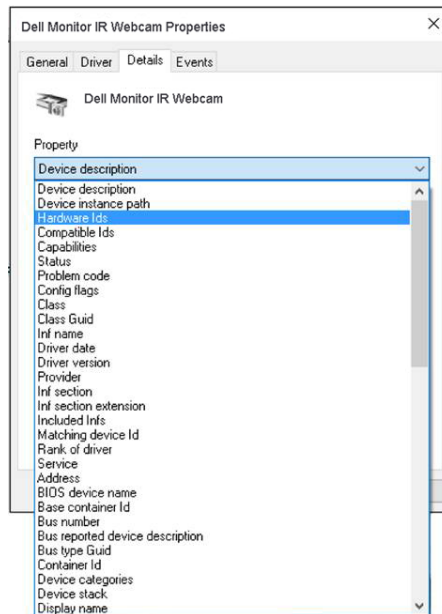 Dell Monitor IR Webcam Properties
General Driver Details Events
Dell Monitor IR Webcam
Property
Device description
Device description
Device instance path
Hardware Ids
Compatible Ids
Capabilities
Status
Problem code
Config flags
Class
Class Guid
Inf name
Driver date
Driver version
Provider
Inf section
Inf section extension
Included Infs
Matching device Id
Rank of driver
Service
Address
BIOS device name
Base container Id
Bus number
Bus reported device description
Bus type Guid
Container Id
Device categories
Device stack
Display name